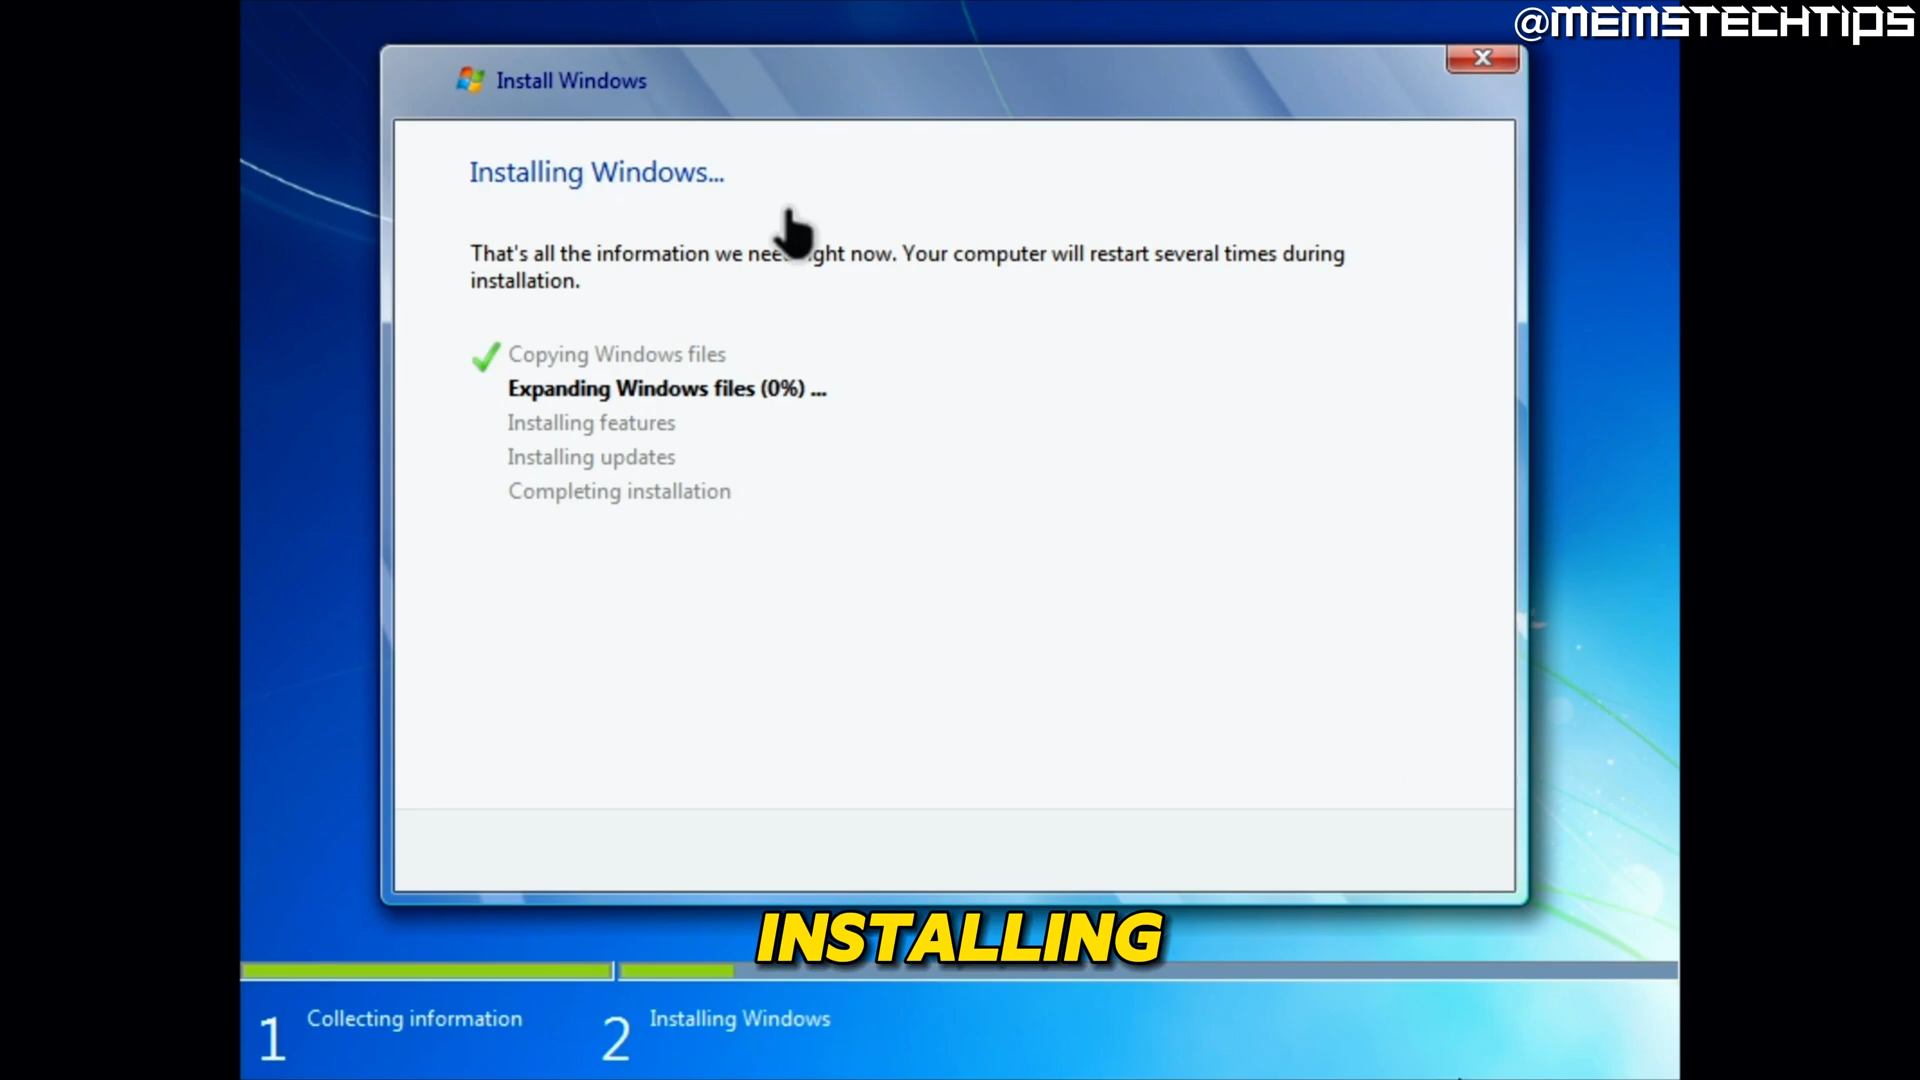 @MEMSTECHTIPS
Install Windows
Installing Windows...
That's all the information we need right now. Your computer will restart several times during
installation.
Copying Windows files
Expanding Windows files (0%) ...
Installing features
Installing updates
Completing installation
INSTALLING
1 Collecting information 2 Installing Windows